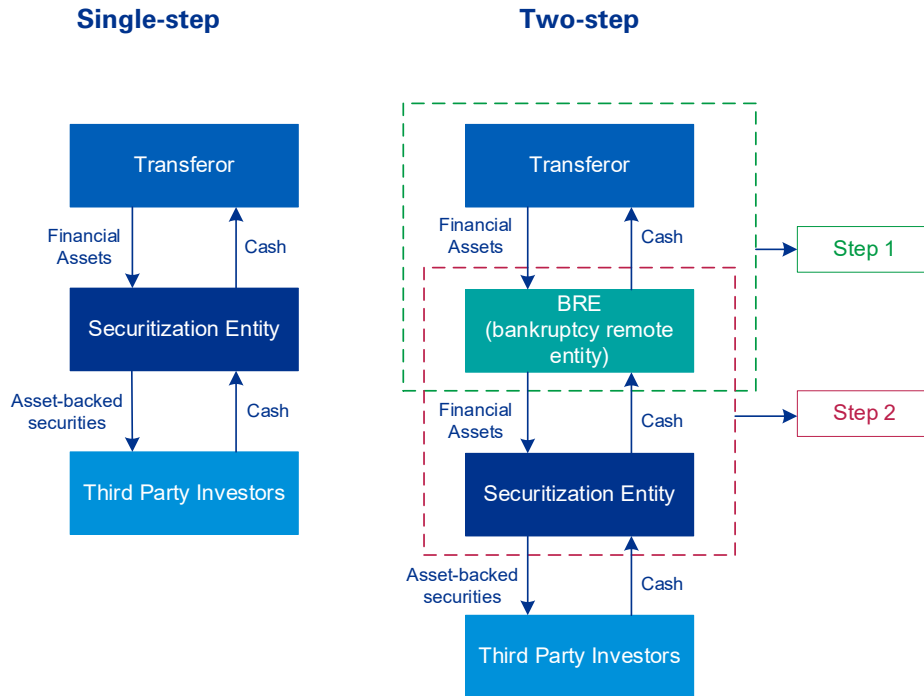 Single-step
Transferor
Financial
Assets
Cash
Securitization Entity
Asset-backed
securities
Cash
Third Party Investors
Two-step
Transferor
Financial
Assets
Cash
Step 1
BRE
(bankruptcy remote
entity)
Financial
Assets
Cash
Step 2
Securitization Entity
Asset-backed
securities
Cash
Third Party Investors